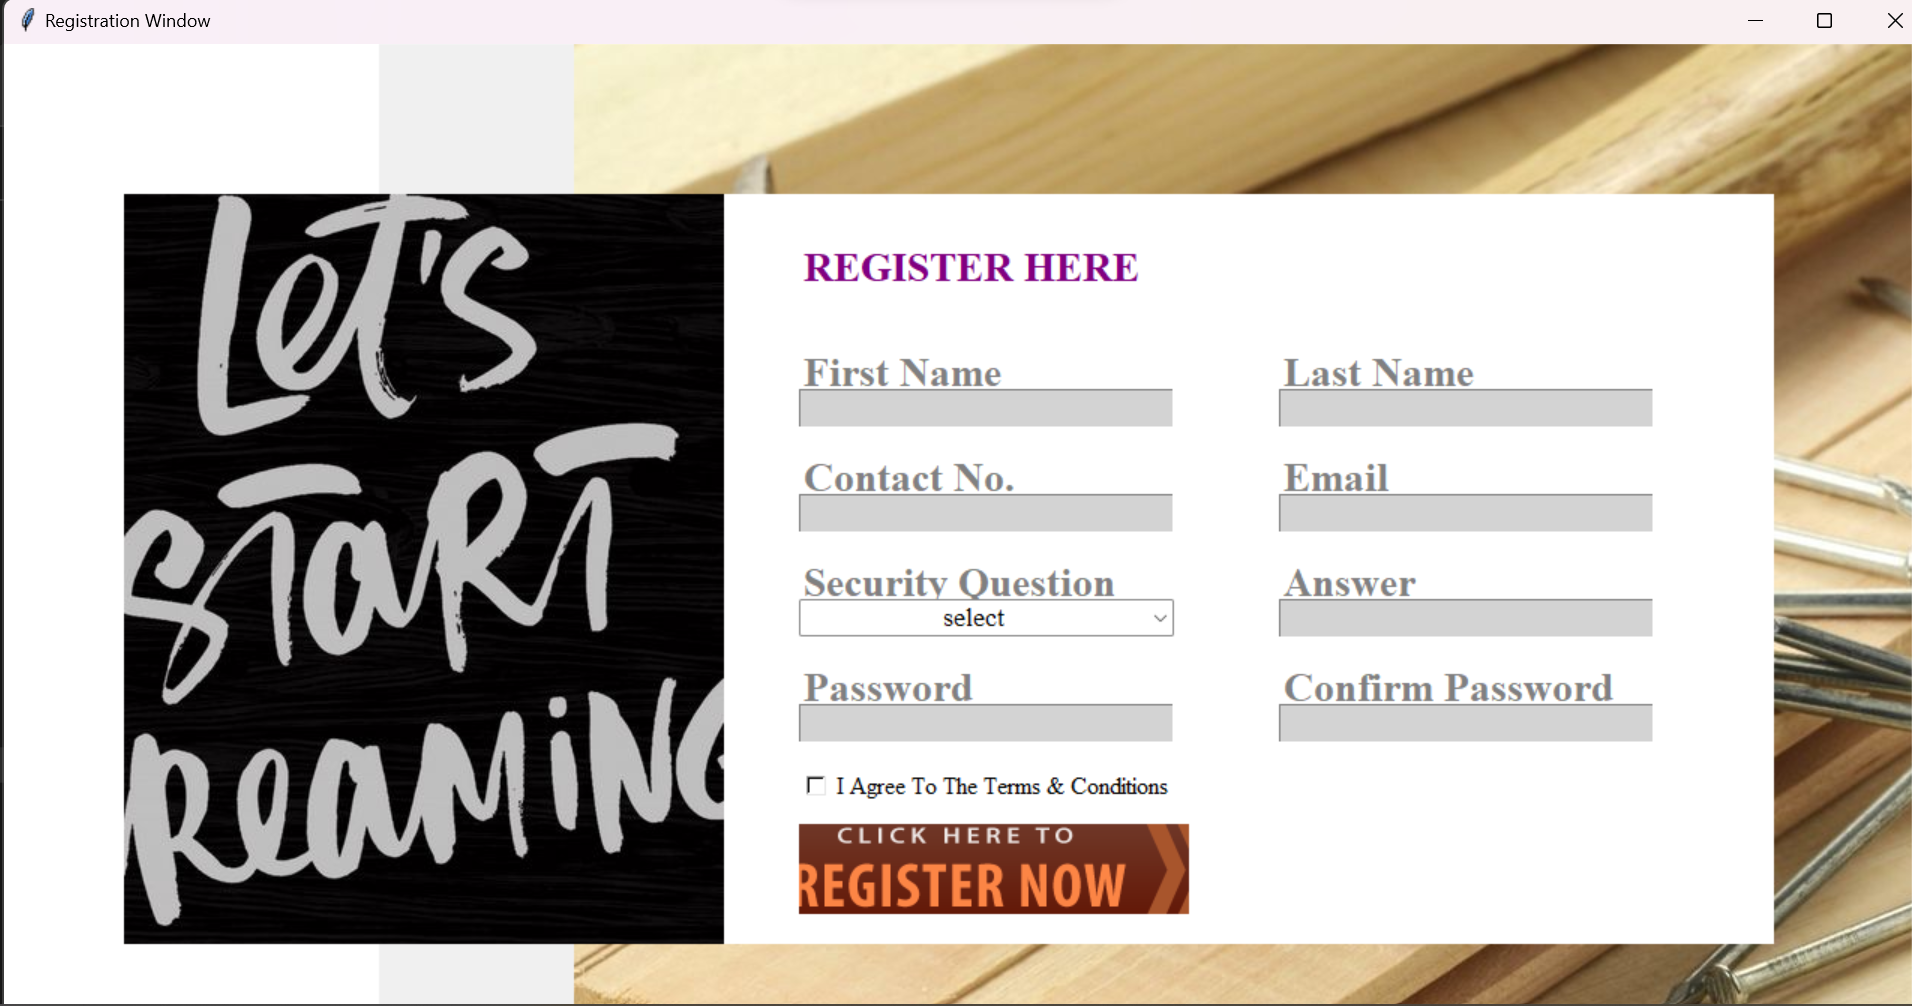 Registration Window
Let's
START
REGISTER HERE
First Name
Last Name
Contact No.
Email
Security Question
Answer
select
Password
Confirm Password
I Agree To The Terms & Conditions
CLICK HERE TO
REGISTER NOW